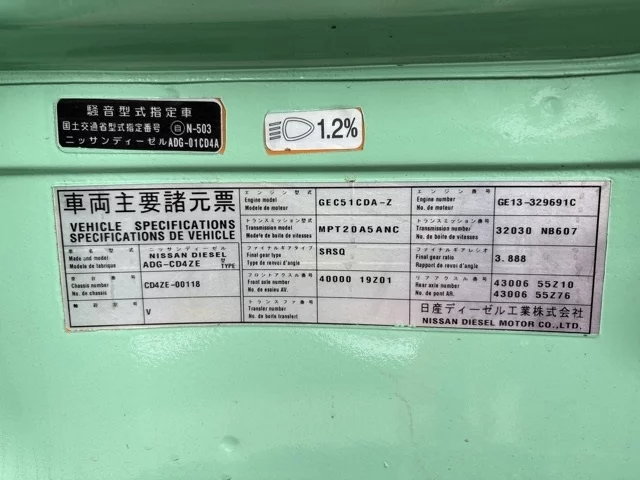 騒音型式指定車
国土交通省型式指定番号 自 N-503
ニッサンディーゼル ADG-01CD4A
1.2%
車両主要諸元票
VEHICLE SPECIFICATIONS
SPECIFICATIONS DE VEHICLE
車名型式 ニッサンディーゼル
Made und modell NISSAN DIESEL
Modele de fabrique ADG-CD4ZE TYPE
車台番号
Chassis number CD4ZE-00118
No. de chassis
V
エンジン型式
Engine model GEC51CDA-Z
Modele de moteur
トランスミッション型式
Transmission model MPT20A5ANC
Modefe de boite de vitesses
ファイナルギアタイプ
Final gear type SRSQ
Type de renvoi d'angle
フロントアクスル番号
Front axle number 40000 19Z01
No. de essieu AV.
トランスファ番号
Transfer number
No. de boite transfert
エンジン番号
Engine number GE13-329691C
No. de moteur
トランスミッション番号
Transmission number 32030 NB607
No. de boite de vitesses
ファイナルギアレシオ
Final gear ratio 3.888
Rapport de renvoi d'angle
リアアクスル番号
Rear axle number 43006 55Z10
No. de pont AR. 43006 55Z76
日産ディーゼル工業株式会社
NISSAN DIESEL MOTOR CO.,LTD.